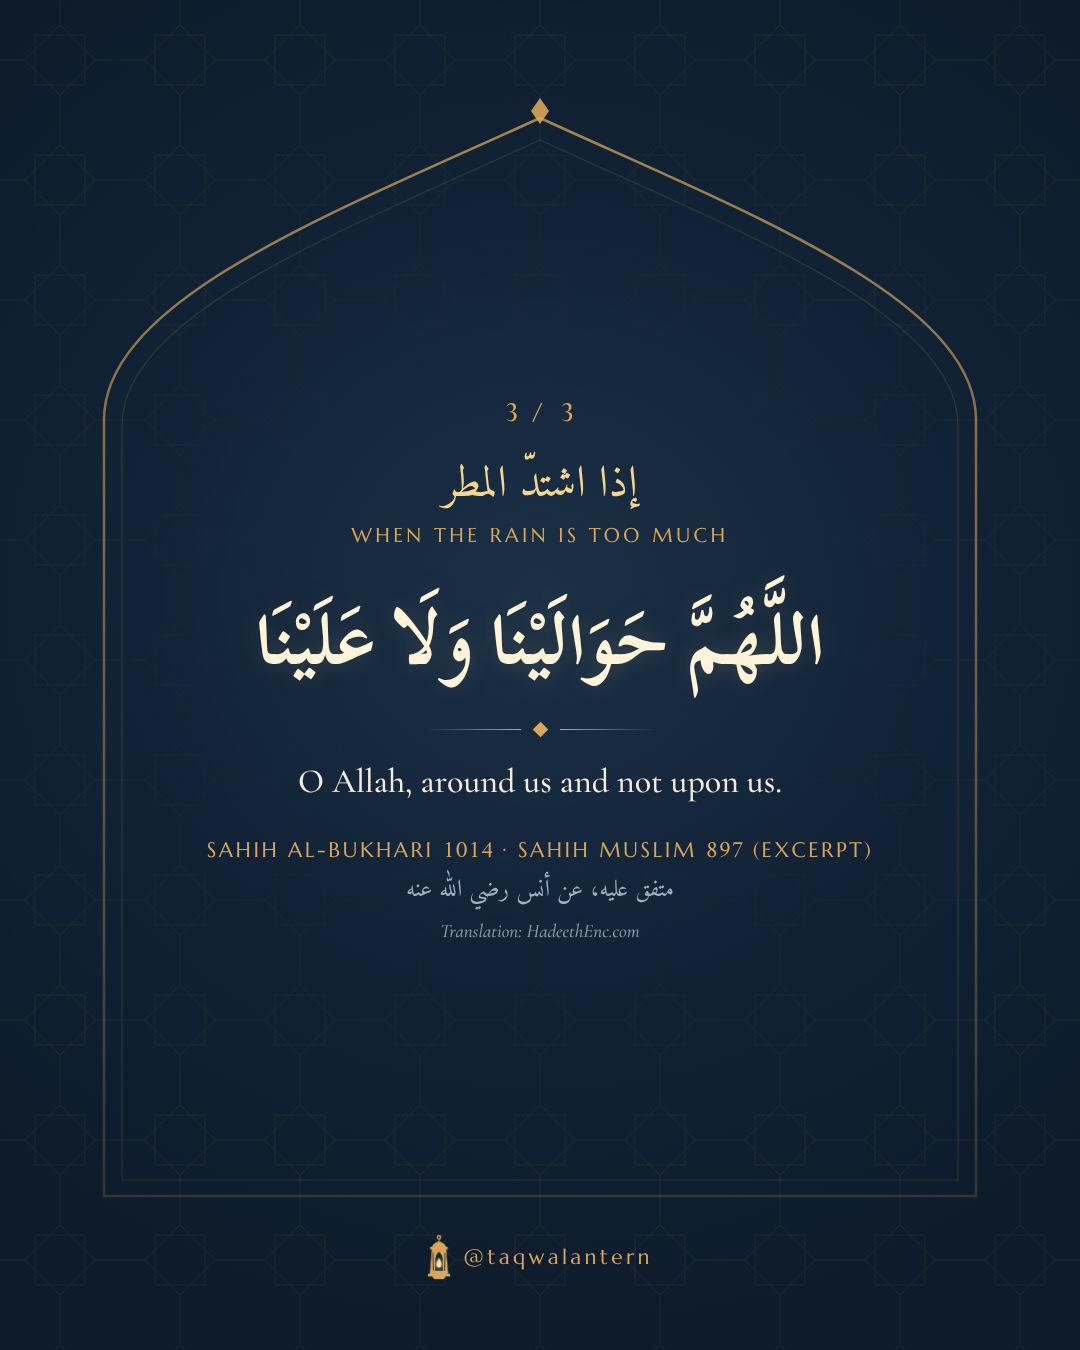 3 / 3
إذا اشتدّ المطر
WHEN THE RAIN IS TOO MUCH
اللَّهُمَّ حَوَالَيْنَا وَلَا عَلَيْنَا
O Allah, around us and not upon us.
SAHIH AL-BUKHARI 1014 · SAHIH MUSLIM 897 (EXCERPT)
متفق عليه، عن أنس رضي الله عنه
Translation: HadeethEnc.com
@taqwalantern